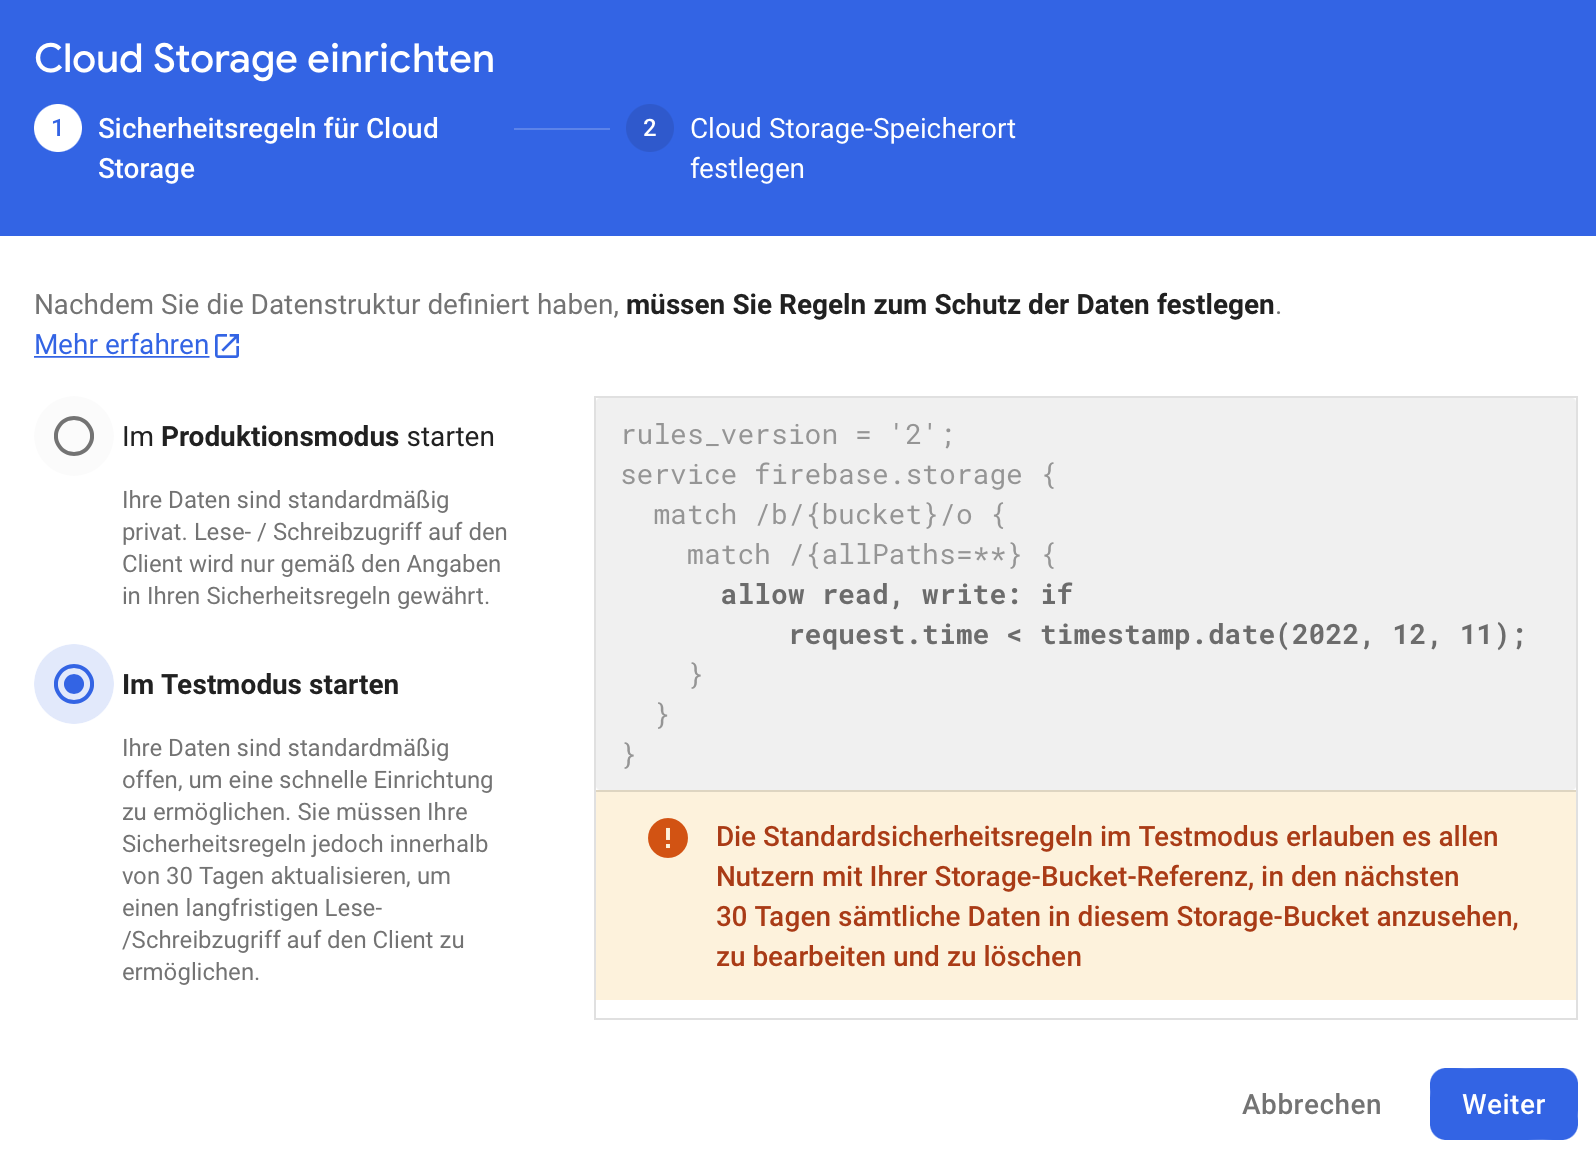 Cloud Storage einrichten
1
Sicherheitsregeln für Cloud
Storage
2
Cloud Storage-Speicherort
festlegen
Nachdem Sie die Datenstruktur definiert haben, müssen Sie Regeln zum Schutz der Daten festlegen.
Mehr erfahren
Im Produktionsmodus starten
Ihre Daten sind standardmäßig
privat. Lese- / Schreibzugriff auf den
Client wird nur gemäß den Angaben
in Ihren Sicherheitsregeln gewährt.
Im Testmodus starten
Ihre Daten sind standardmäßig
offen, um eine schnelle Einrichtung
zu ermöglichen. Sie müssen Ihre
Sicherheitsregeln jedoch innerhalb
von 30 Tagen aktualisieren, um
einen langfristigen Lese-
/Schreibzugriff auf den Client zu
ermöglichen.
rules_version = '2';
service firebase.storage {
  match /b/{bucket}/o {
    match /{allPaths=**} {
      allow read, write: if
          request.time < timestamp.date(2022, 12, 11);
    }
  }
}
Die Standardsicherheitsregeln im Testmodus erlauben es allen
Nutzern mit Ihrer Storage-Bucket-Referenz, in den nächsten
30 Tagen sämtliche Daten in diesem Storage-Bucket anzusehen,
zu bearbeiten und zu löschen
Abbrechen
Weiter